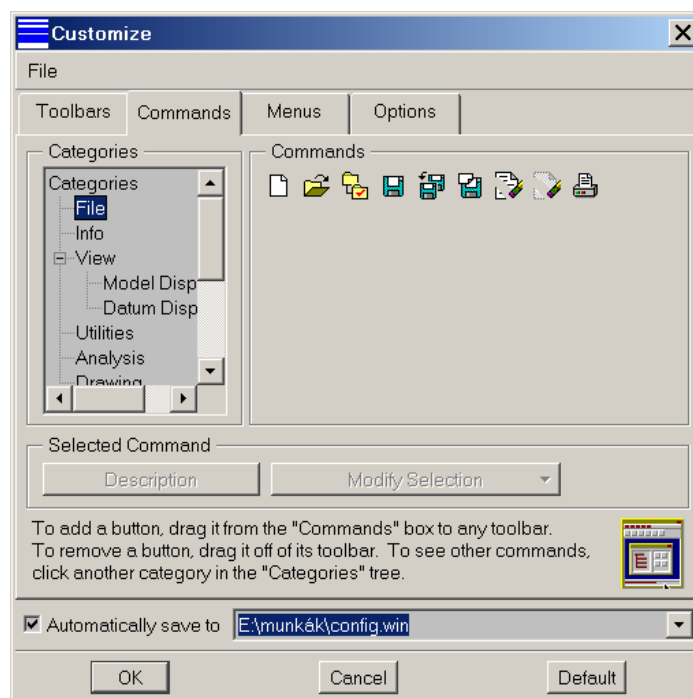 Customize
File
Toolbars
Commands
Menus
Options
Categories
Categories
File
Info
View
Model Disp
Datum Disp
Utilities
Analysis
Drawing
Commands
Selected Command
Description
Modify Selection
To add a button, drag it from the "Commands" box to any toolbar.
To remove a button, drag it off of its toolbar. To see other commands,
click another category in the "Categories" tree.
Automatically save to
E:\munkák\config.win
OK
Cancel
Default